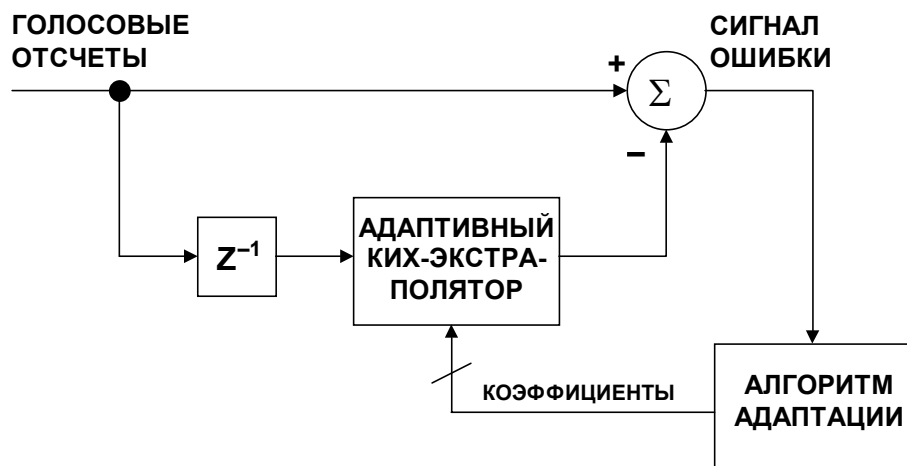 ГОЛОСОВЫЕ
ОТСЧЕТЫ
СИГНАЛ
ОШИБКИ
+
Σ
−
Z⁻¹
АДАПТИВНЫЙ
КИХ-ЭКСТРА-
ПОЛЯТОР
КОЭФФИЦИЕНТЫ
АЛГОРИТМ
АДАПТАЦИИ